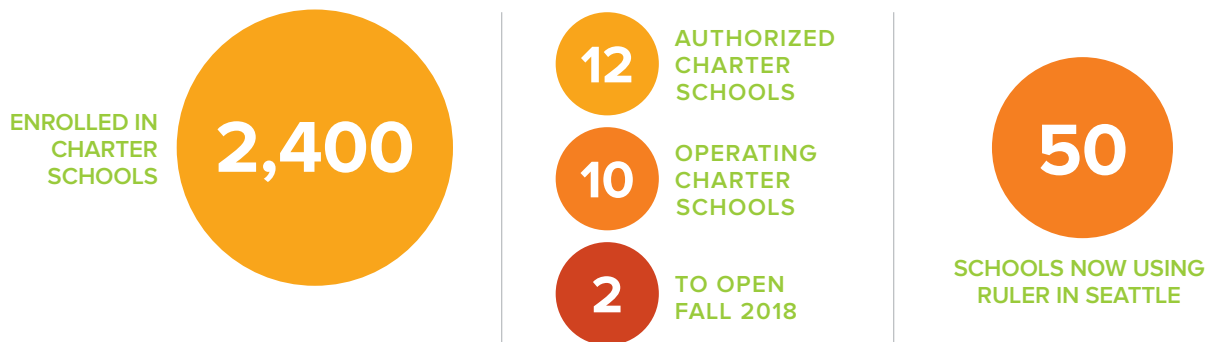 ENROLLED IN
CHARTER
SCHOOLS
2,400
12
AUTHORIZED
CHARTER
SCHOOLS
10
OPERATING
CHARTER
SCHOOLS
2
TO OPEN
FALL 2018
50
SCHOOLS NOW USING
RULER IN SEATTLE